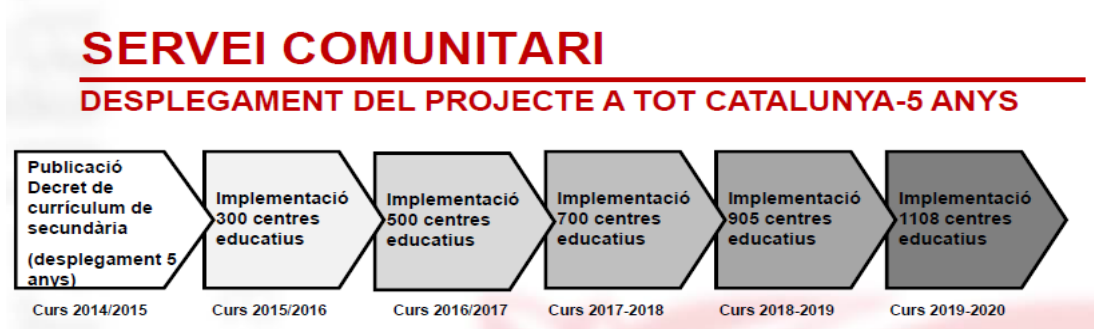 SERVEI COMUNITARI
DESPLEGAMENT DEL PROJECTE A TOT CATALUNYA-5 ANYS
Publicació
Decret de
currículum de
secundària
(desplegament 5
anys)
Curs 2014/2015
Implementació
300 centres
educatius
Curs 2015/2016
Implementació
500 centres
educatius
Curs 2016/2017
Implementació
700 centres
educatius
Curs 2017-2018
Implementació
905 centres
educatius
Curs 2018-2019
Implementació
1108 centres
educatius
Curs 2019-2020